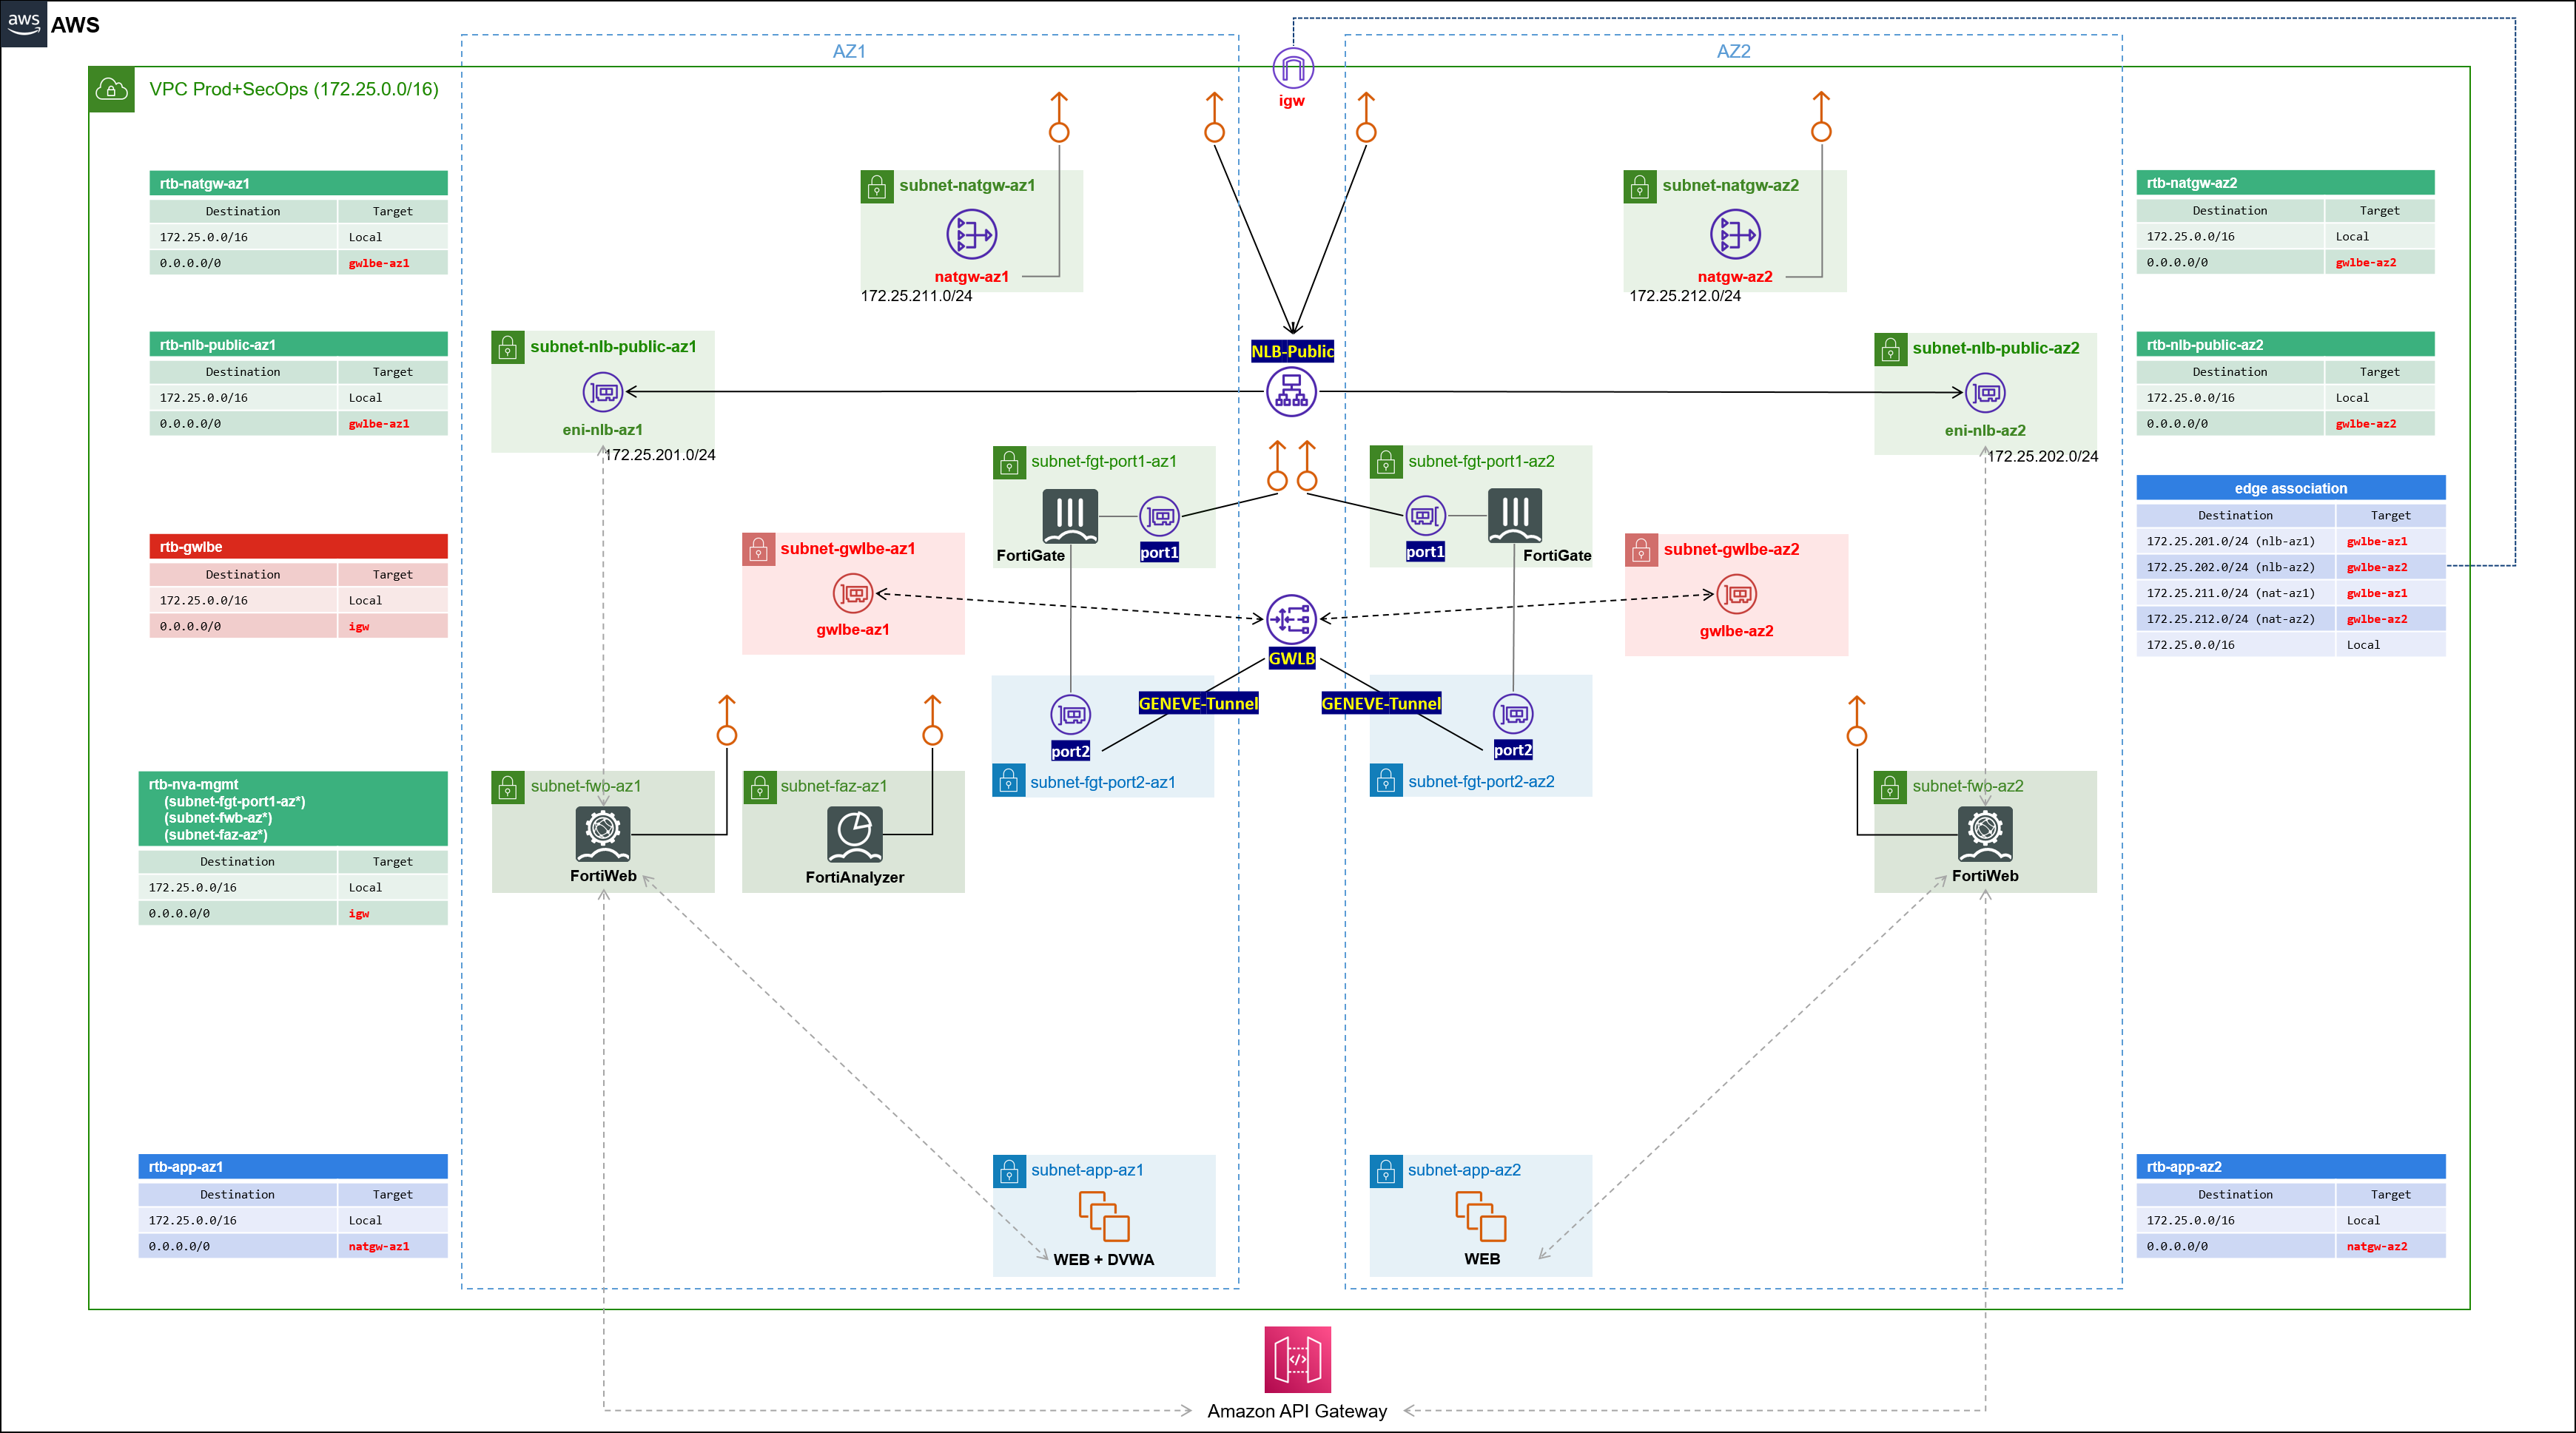 aws
AWS
AZ1
AZ2
igw
VPC Prod+SecOps (172.25.0.0/16)
rtb-natgw-az1
Destination Target
172.25.0.0/16 Local
0.0.0.0/0 gwlbe-az1
subnet-natgw-az1
natgw-az1
172.25.211.0/24
subnet-natgw-az2
natgw-az2
172.25.212.0/24
rtb-natgw-az2
Destination Target
172.25.0.0/16 Local
0.0.0.0/0 gwlbe-az2
rtb-nlb-public-az1
Destination Target
172.25.0.0/16 Local
0.0.0.0/0 gwlbe-az1
subnet-nlb-public-az1
eni-nlb-az1
172.25.201.0/24
NLB-Public
subnet-nlb-public-az2
eni-nlb-az2
172.25.202.0/24
rtb-nlb-public-az2
Destination Target
172.25.0.0/16 Local
0.0.0.0/0 gwlbe-az2
subnet-fgt-port1-az1
FortiGate
port1
subnet-fgt-port1-az2
port1
FortiGate
edge association
Destination Target
172.25.201.0/24 (nlb-az1) gwlbe-az1
172.25.202.0/24 (nlb-az2) gwlbe-az2
172.25.211.0/24 (nat-az1) gwlbe-az1
172.25.212.0/24 (nat-az2) gwlbe-az2
172.25.0.0/16 Local
rtb-gwlbe
Destination Target
172.25.0.0/16 Local
0.0.0.0/0 igw
subnet-gwlbe-az1
gwlbe-az1
GWLB
subnet-gwlbe-az2
gwlbe-az2
GENEVE-Tunnel
GENEVE-Tunnel
port2
subnet-fgt-port2-az1
port2
subnet-fgt-port2-az2
rtb-nva-mgmt
(subnet-fgt-port1-az*)
(subnet-fwb-az*)
(subnet-faz-az*)
Destination Target
172.25.0.0/16 Local
0.0.0.0/0 igw
subnet-fwb-az1
FortiWeb
subnet-faz-az1
FortiAnalyzer
subnet-fwb-az2
FortiWeb
rtb-app-az1
Destination Target
172.25.0.0/16 Local
0.0.0.0/0 natgw-az1
subnet-app-az1
WEB + DVWA
subnet-app-az2
WEB
rtb-app-az2
Destination Target
172.25.0.0/16 Local
0.0.0.0/0 natgw-az2
</>
Amazon API Gateway